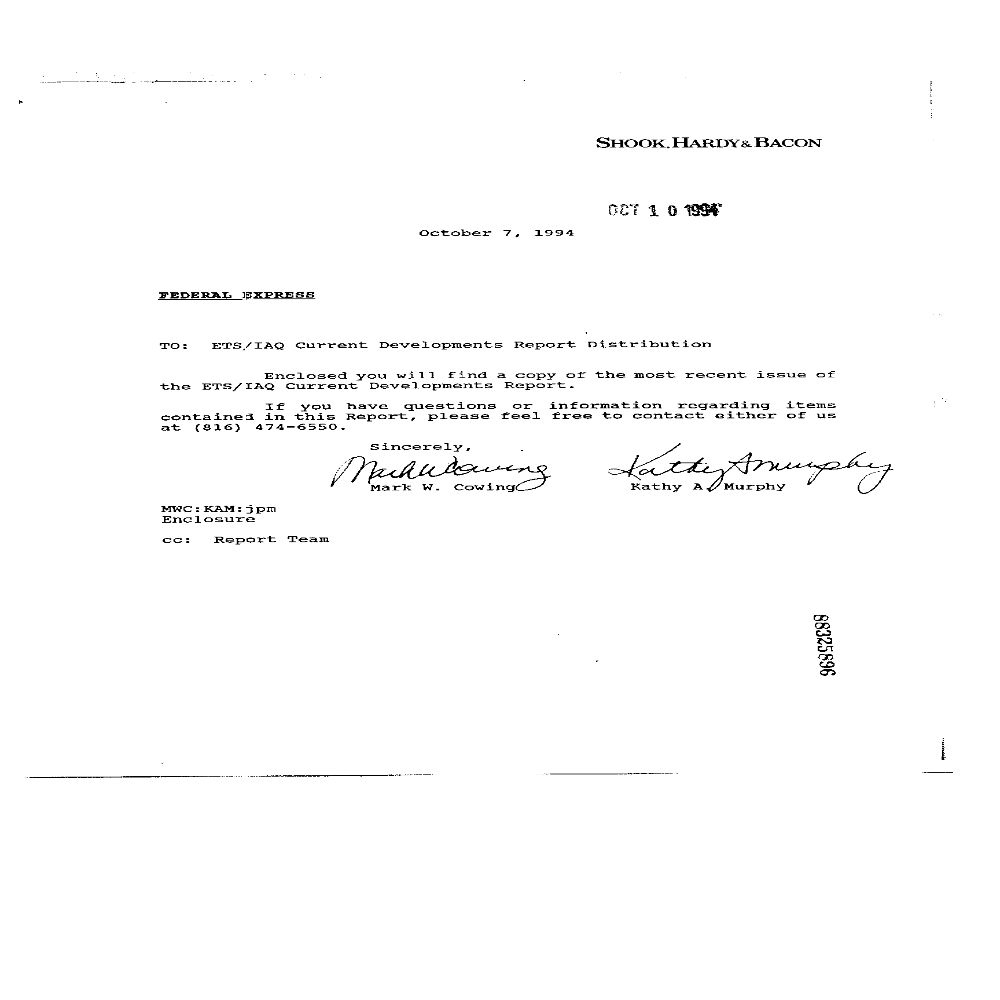 SHOOK, HARDY & BACON
OCT 10 1994
October 7, 1994
FEDERAL EXPRESS
TO: ETS/IAQ Current Developments Report Distribution
Enclosed you will find a copy of the most recent issue of
the ETS/IAQ Current Developments Report.
If you have questions or information regarding items
contained in this Report, please feel free to contact either of us
at (816) 474-6550.
Sincerely,
Mark W Cowing Kathy A Murphy
Mark W. Cowing Kathy A. Murphy
MWC:KAM:jpm
Enclosure
cc: Report Team
88325896